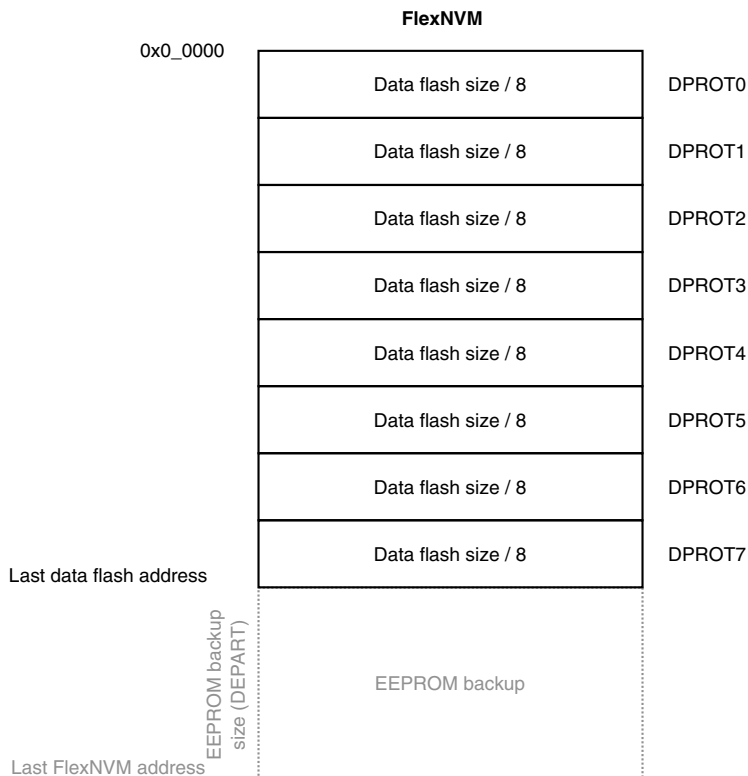 FlexNVM
0x0_0000
Data flash size / 8 DPROT0
Data flash size / 8 DPROT1
Data flash size / 8 DPROT2
Data flash size / 8 DPROT3
Data flash size / 8 DPROT4
Data flash size / 8 DPROT5
Data flash size / 8 DPROT6
Data flash size / 8 DPROT7
Last data flash address
EEPROM backup
size (DEPART)
EEPROM backup
Last FlexNVM address